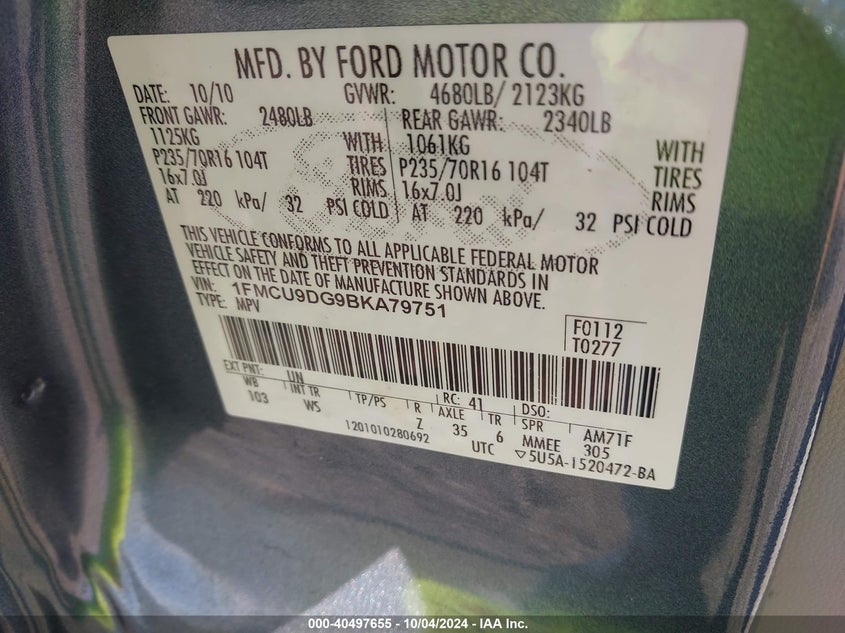 MFD. BY FORD MOTOR CO.
DATE: 10/10 GVWR: 4680LB/ 2123KG
FRONT GAWR: 2480LB REAR GAWR: 2340LB
1125KG WITH 1061KG WITH
P235/70R16 104T TIRES P235/70R16 104T TIRES
16x7.0J RIMS 16x7.0J RIMS
AT 220 kPa/ 32 PSI COLD AT 220 kPa/ 32 PSI COLD
THIS VEHICLE CONFORMS TO ALL APPLICABLE FEDERAL MOTOR
VEHICLE SAFETY AND THEFT PREVENTION STANDARDS IN
EFFECT ON THE DATE OF MANUFACTURE SHOWN ABOVE.
VIN: 1FMCU9DG9BKA79751
TYPE: MPV
F0112
T0277
EXT PNT: UN RC: 41 DSO:
WB INT TR TP/PS R AXLE TR SPR AM71F
103 WS Z 35 6 MMEE 305
1201010280692 UTC ▽5U5A-1520472-BA
000-40497655 - 10/04/2024 - IAA Inc.